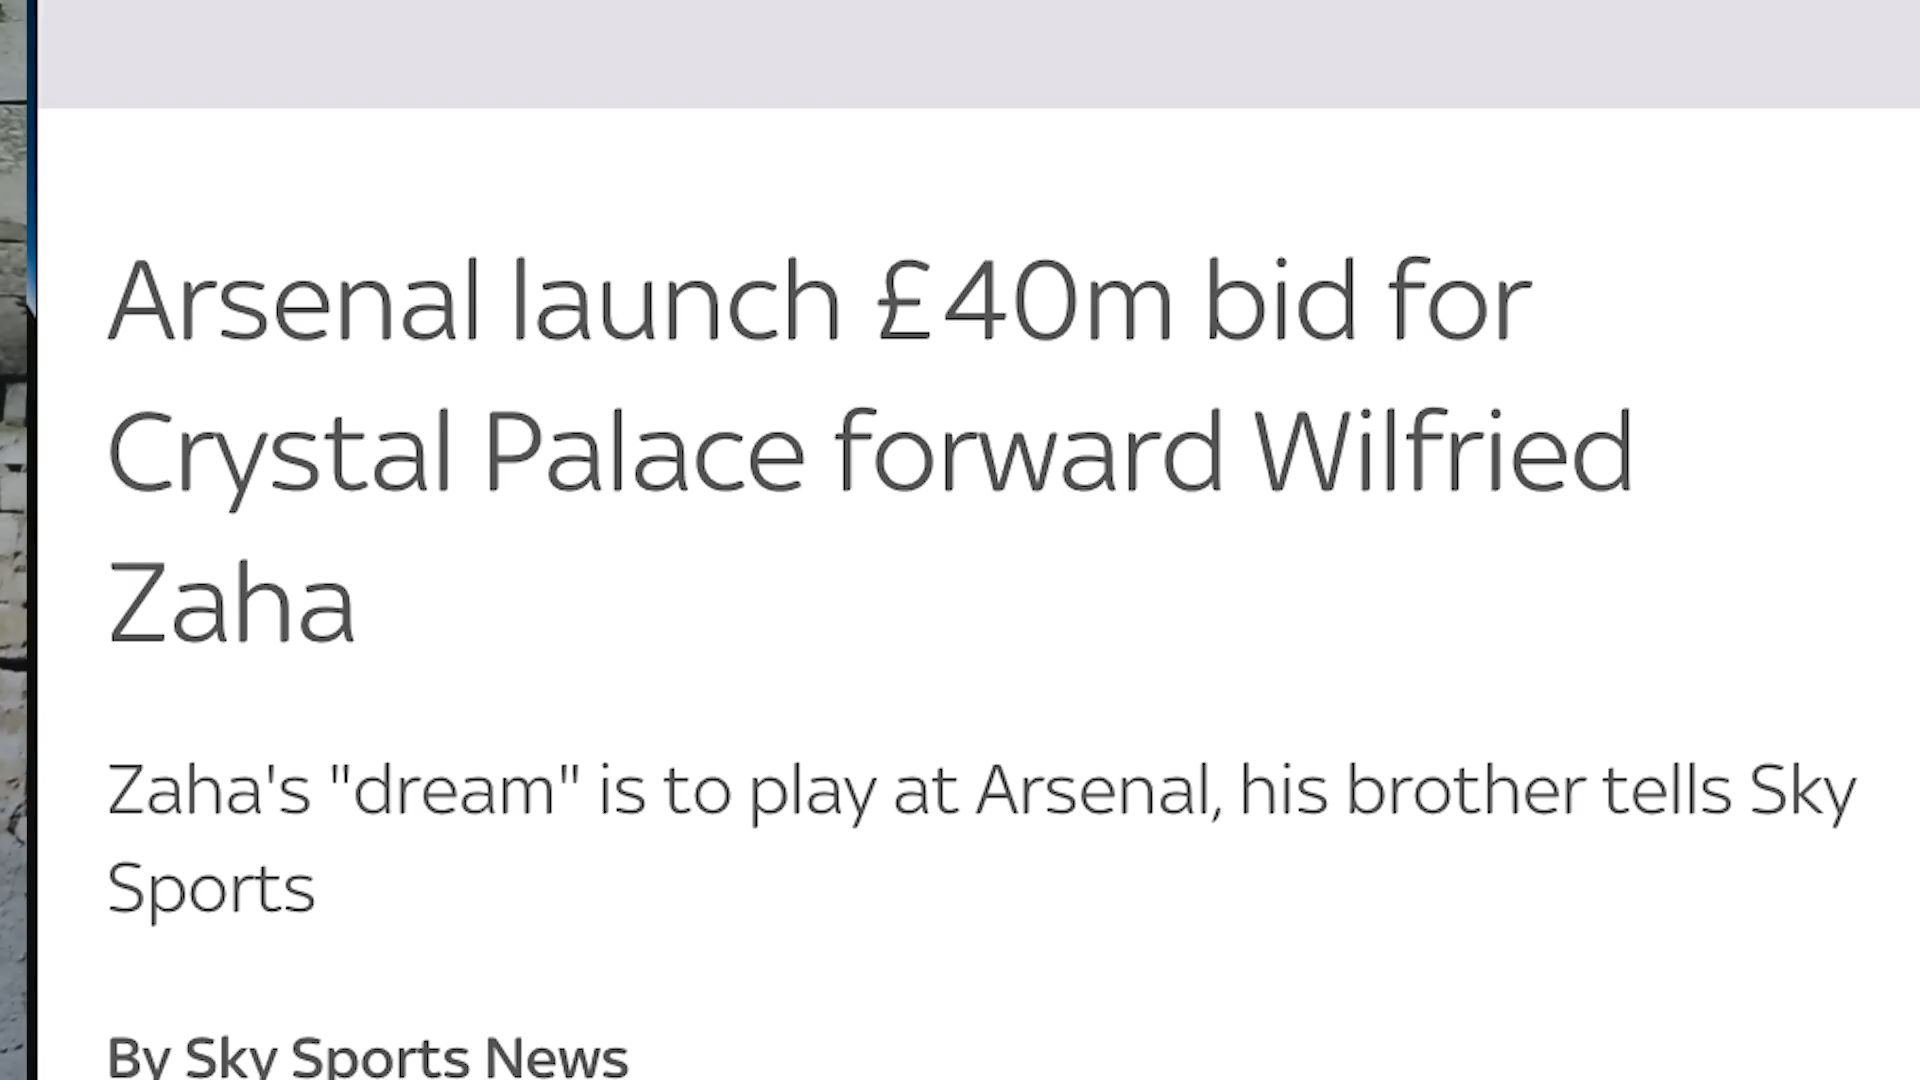 Arsenal launch £40m bid for
Crystal Palace forward Wilfried
Zaha
Zaha's "dream" is to play at Arsenal, his brother tells Sky
Sports
By Sky Sports News